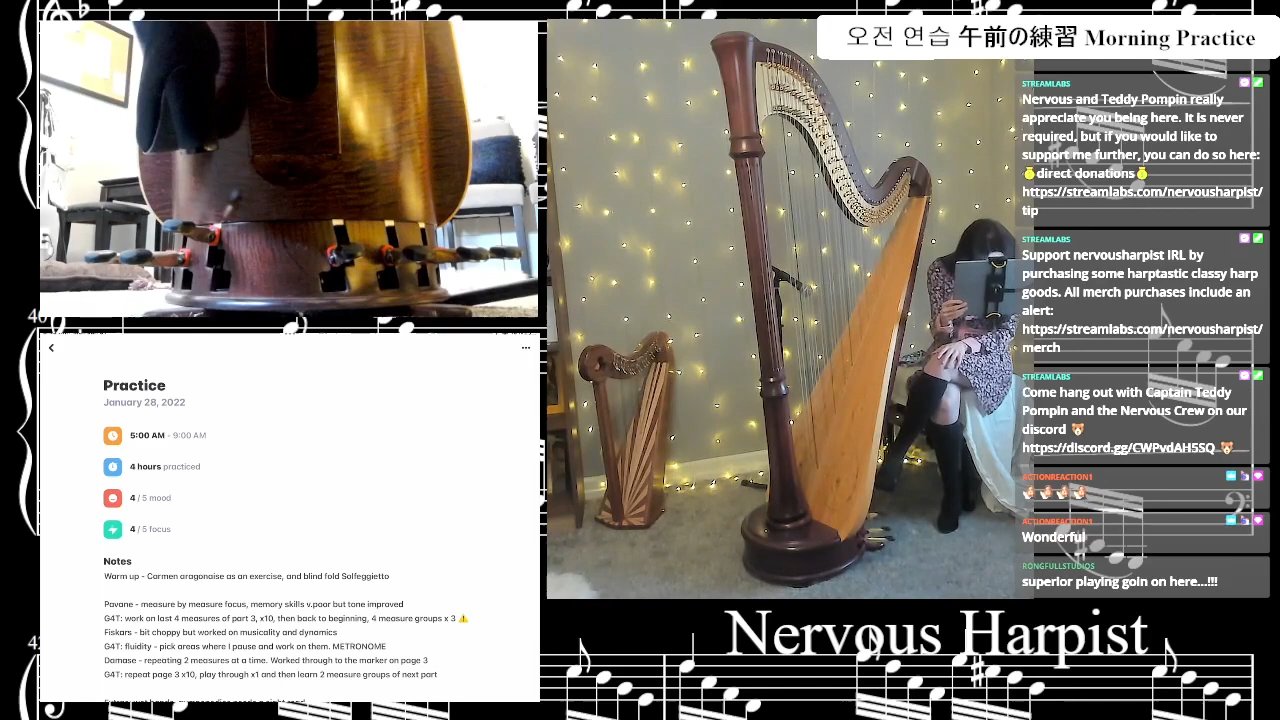 오전 연습 午前の練習 Morning Practice
STREAMLABS
Nervous and Teddy Pompin really
appreciate you being here. It is never
required, but if you would like to
support me further, you can do so here:
💰direct donations💰
https://streamlabs.com/nervousharpist/
tip
STREAMLABS
Support nervousharpist IRL by
purchasing some harptastic classy harp
goods. All merch purchases include an
alert:
https://streamlabs.com/nervousharpist/
merch
STREAMLABS
Come hang out with Captain Teddy
Pompin and the Nervous Crew on our
discord 🐻
https://discord.gg/CWPvdAH5SQ 🐻
ACTIONREACTION1
ACTIONREACTION1
Wonderful
RONGFULLSTUDIOS
superior playing goin on here...!!!
Practice
January 28, 2022
5:00 AM - 9:00 AM
4 hours practiced
4 / 5 mood
4 / 5 focus
Notes
Warm up - Carmen aragonaise as an exercise, and blind fold Solfeggietto
Pavane - measure by measure focus, memory skills v.poor but tone improved
G4T: work on last 4 measures of part 3, x10, then back to beginning, 4 measure groups x 3 ⚠️
Fiskars - bit choppy but worked on musicality and dynamics
G4T: fluidity - pick areas where I pause and work on them. METRONOME
Damase - repeating 2 measures at a time. Worked through to the marker on page 3
G4T: repeat page 3 x10, play through x1 and then learn 2 measure groups of next part
Nervous Harpist